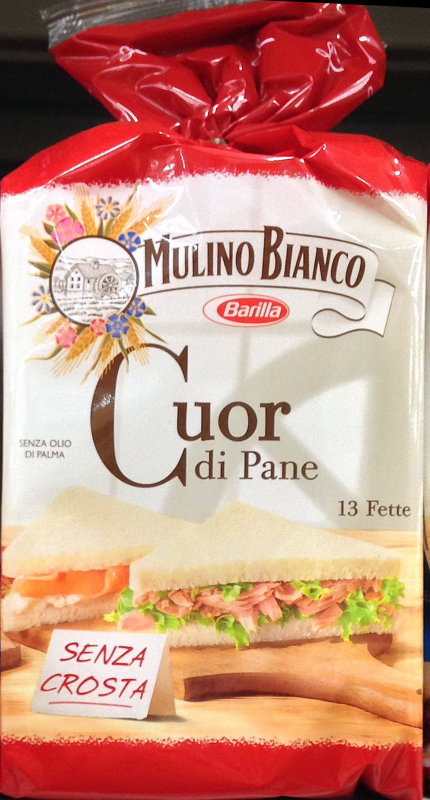 MULINO BIANCO
Barilla
Cuor
di Pane
SENZA OLIO
DI PALMA
13 Fette
SENZA
CROSTA